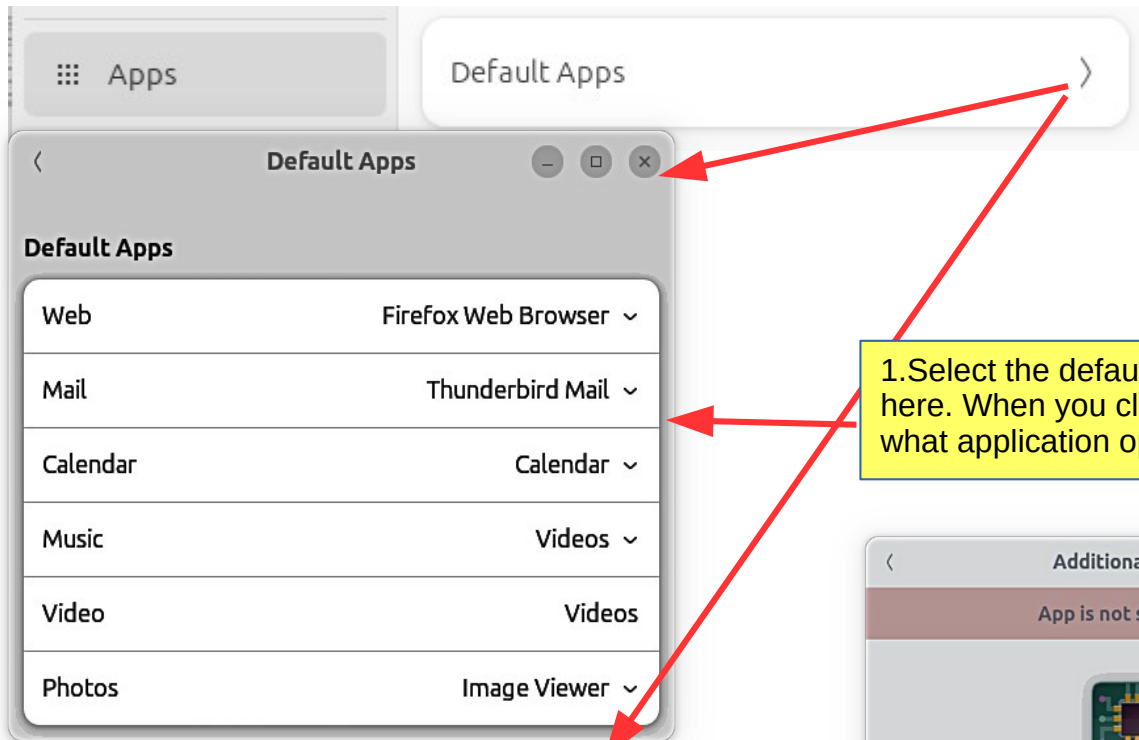 Apps
Default Apps
Default Apps
Default Apps
Web Firefox Web Browser
Mail Thunderbird Mail
Calendar Calendar
Music Videos
Video Videos
Photos Image Viewer
1.Select the defau
here. When you cl
what application o
Additiona
App is not s